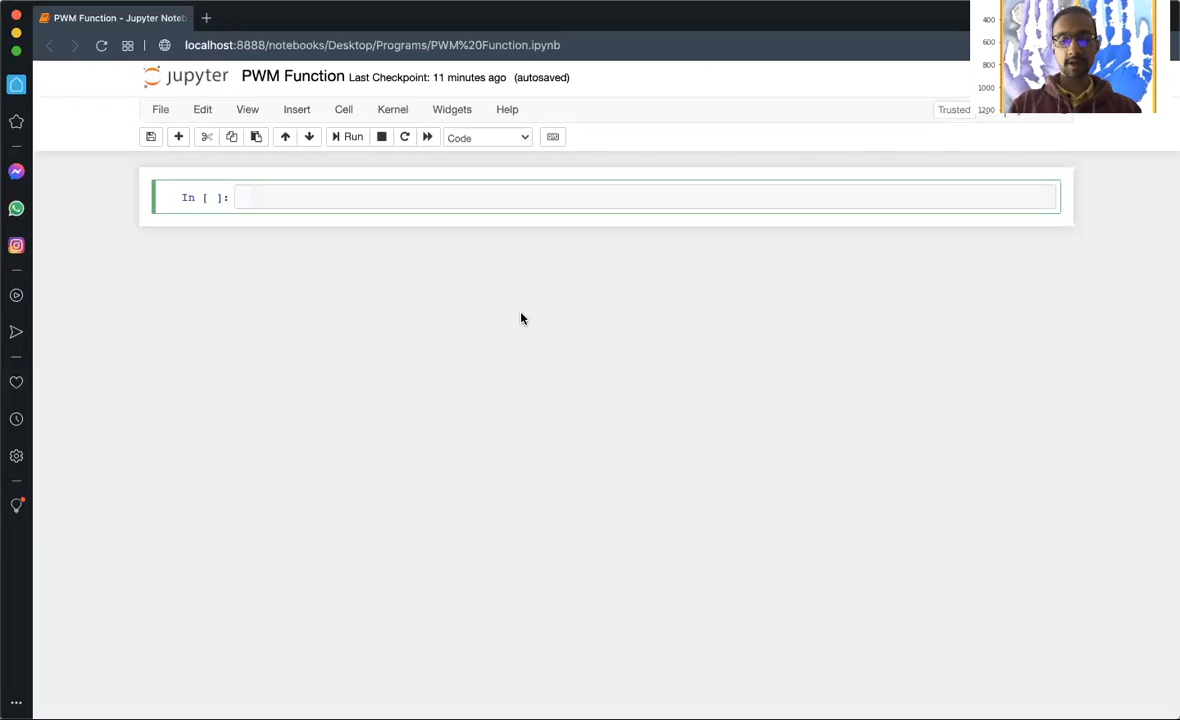 PWM Function - Jupyter Noteb
localhost:8888/notebooks/Desktop/Programs/PWM%20Function.ipynb
jupyter PWM Function Last Checkpoint: 11 minutes ago (autosaved)
File Edit View Insert Cell Kernel Widgets Help
Trusted
Run Code
In [ ]:
400
600
800
1000
1200